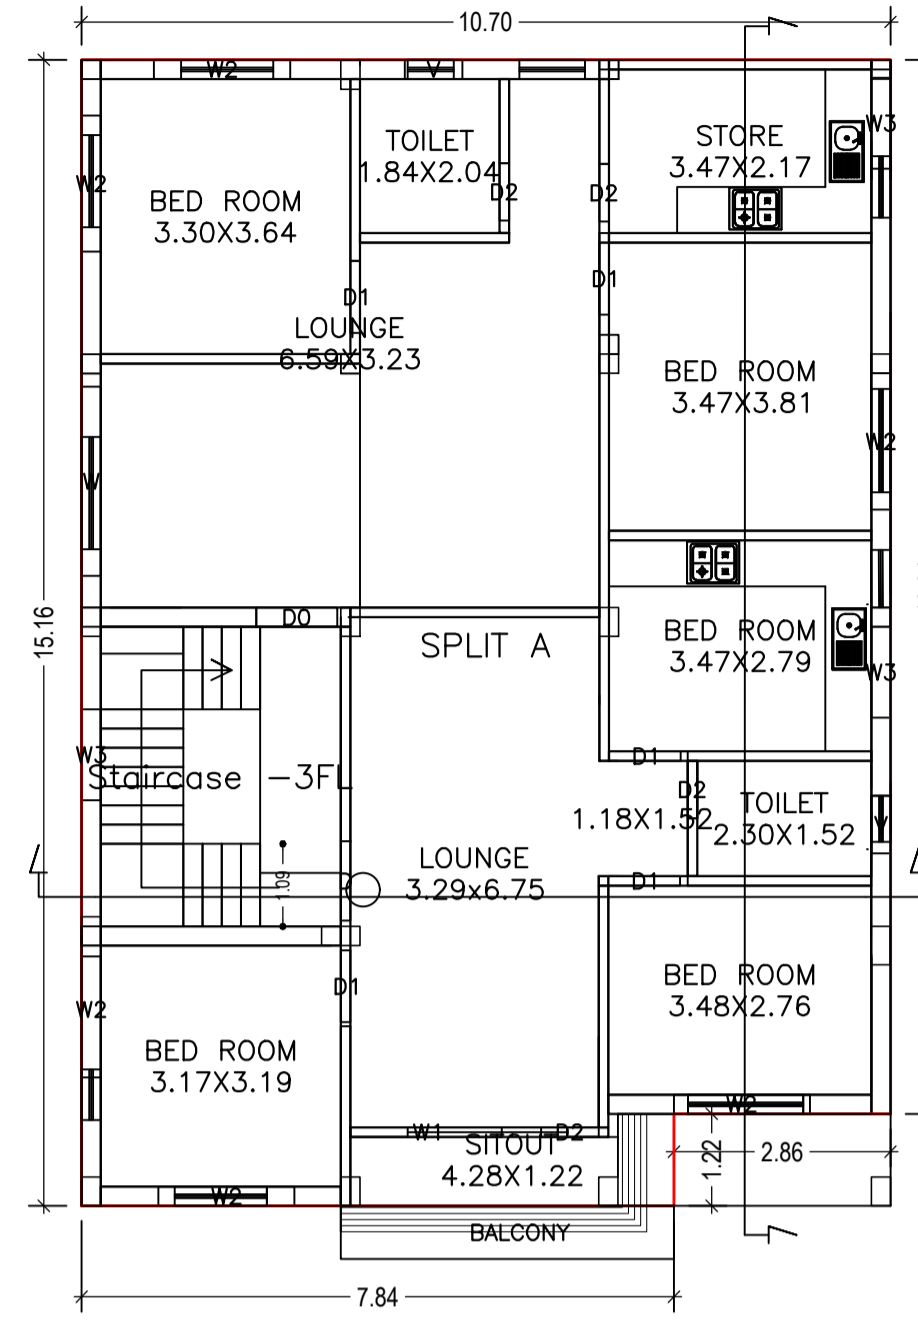 10.70
W2
V
TOILET
1.84X2.04
STORE
3.47X2.17
W3
W2
BED ROOM
3.30X3.64
D2
D2
D1
D1
LOUNGE
6.59X3.23
BED ROOM
3.47X3.81
W2
W
15.16
D0
SPLIT A
BED ROOM
3.47X2.79
W3
W3
Staircase -3FL
D1
D2
TOILET
2.30X1.52
1.18X1.52
V
LOUNGE
3.29x6.75
1.09
D1
BED ROOM
3.48X2.76
D1
W2
BED ROOM
3.17X3.19
W2
W1
D2
SITOUT
4.28X1.22
1.22
2.86
W2
BALCONY
7.84